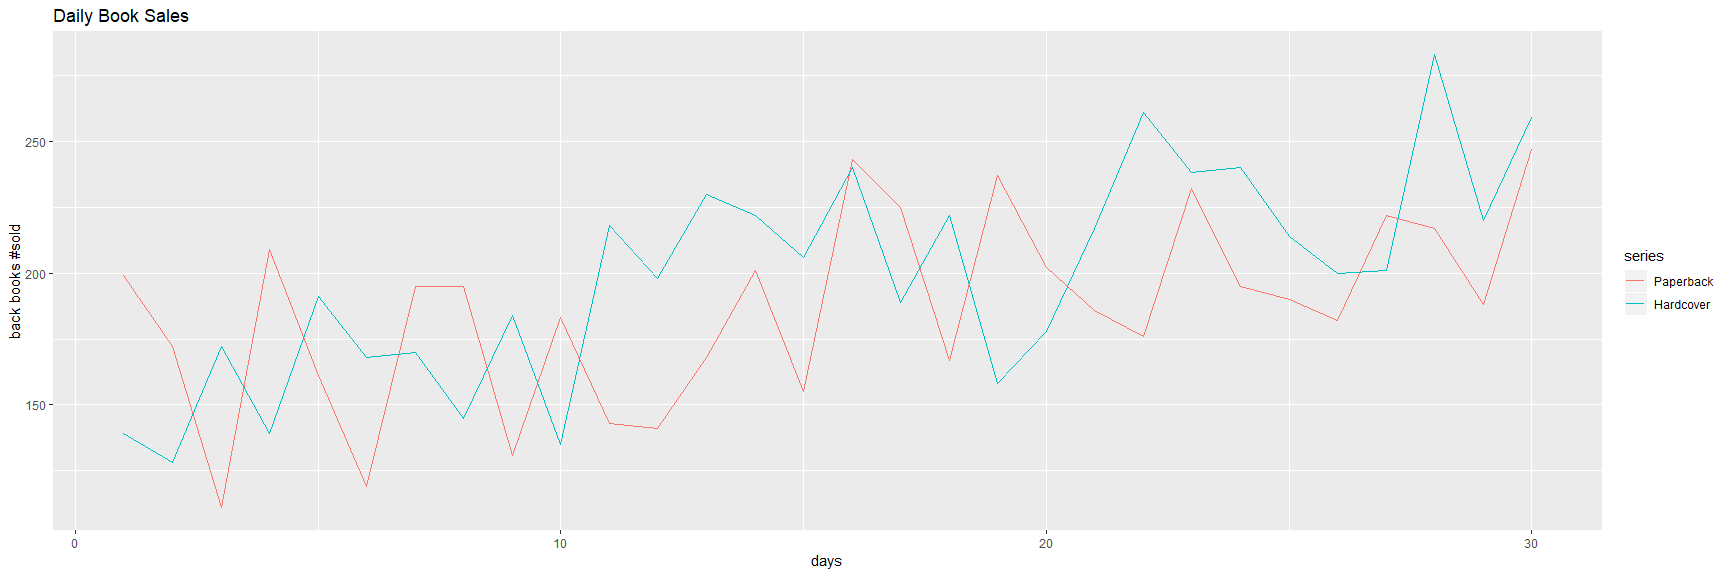 Daily Book Sales
back books #sold
250
200
150
0
10
20
30
days
series
Paperback
Hardcover